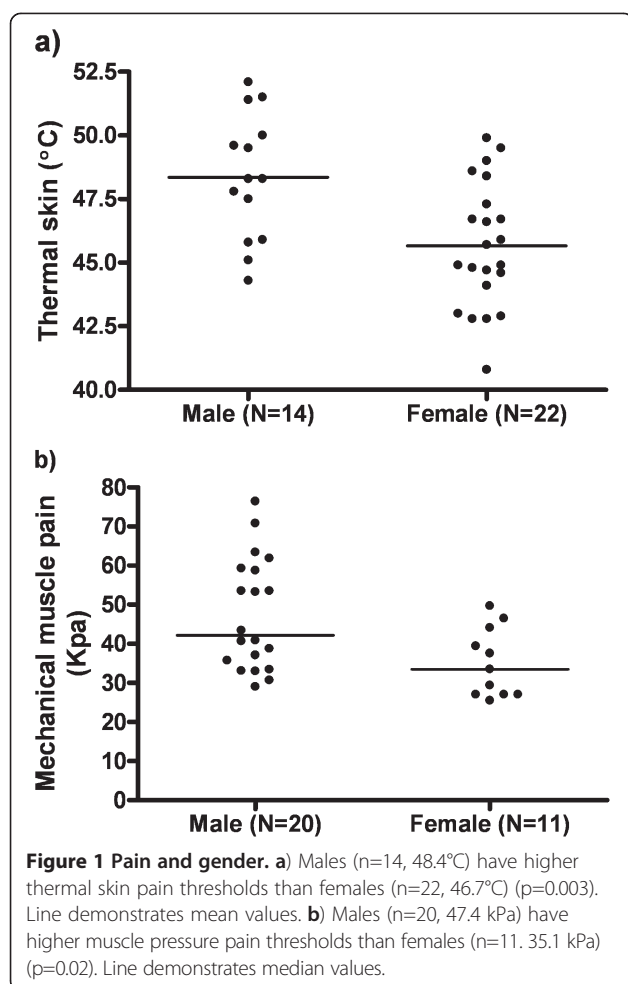 a)
Thermal skin (°C)
52.5
50.0
47.5
45.0
42.5
40.0
Male (N=14) Female (N=22)
b)
Mechanical muscle pain
(Kpa)
80
70
60
50
40
30
20
10
0
Male (N=20) Female (N=11)
Figure 1 Pain and gender. a) Males (n=14, 48.4°C) have higher
thermal skin pain thresholds than females (n=22, 46.7°C) (p=0.003).
Line demonstrates mean values. b) Males (n=20, 47.4 kPa) have
higher muscle pressure pain thresholds than females (n=11. 35.1 kPa)
(p=0.02). Line demonstrates median values.